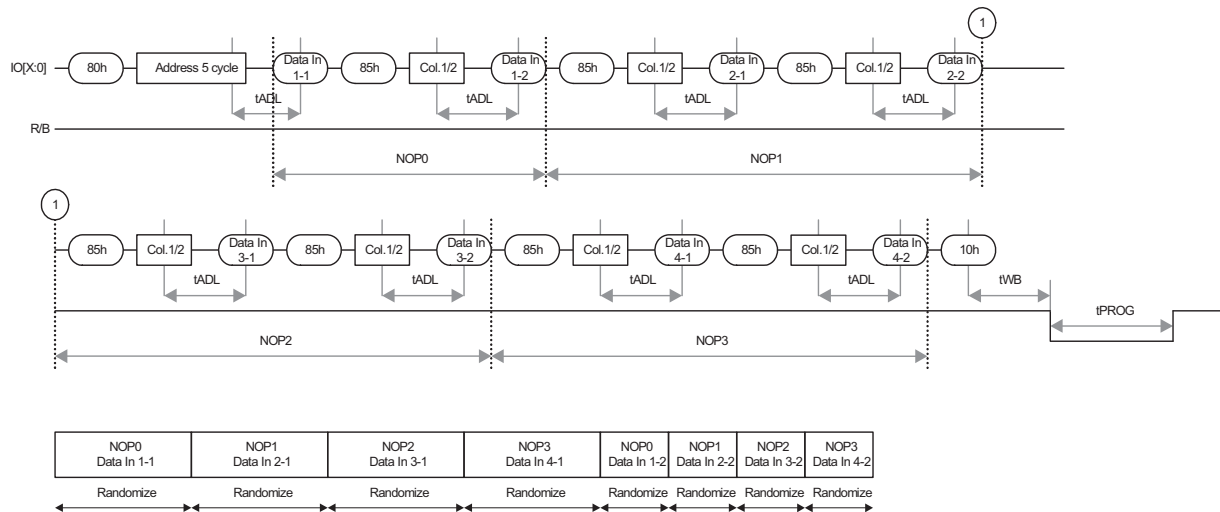 1
IO[X:0] 80h Address 5 cycle Data In 1-1 85h Col.1/2 Data In 1-2 85h Col.1/2 Data In 2-1 85h Col.1/2 Data In 2-2
tADL tADL tADL tADL
R/B
NOP0 NOP1
1
85h Col.1/2 Data In 3-1 85h Col.1/2 Data In 3-2 85h Col.1/2 Data In 4-1 85h Col.1/2 Data In 4-2 10h
tADL tADL tADL tADL tWB
tPROG
NOP2 NOP3
NOP0 NOP1 NOP2 NOP3 NOP0 NOP1 NOP2 NOP3
Data In 1-1 Data In 2-1 Data In 3-1 Data In 4-1 Data In 1-2 Data In 2-2 Data In 3-2 Data In 4-2
Randomize Randomize Randomize Randomize Randomize Randomize Randomize Randomize